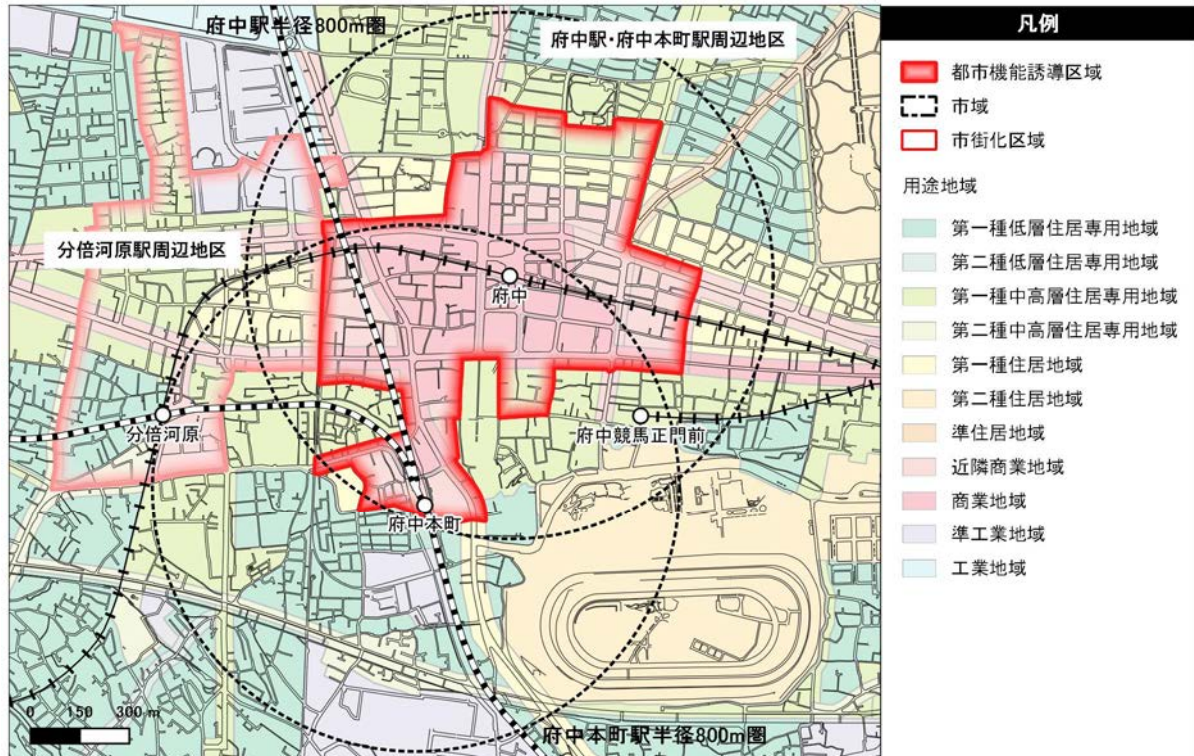 府中駅半径800m圏
府中駅・府中本町駅周辺地区
分倍河原駅周辺地区
府中
分倍河原
府中競馬正門前
府中本町
0 150 300 m
府中本町駅半径800m圏
凡例
都市機能誘導区域
市域
市街化区域
用途地域
第一種低層住居専用地域
第二種低層住居専用地域
第一種中高層住居専用地域
第二種中高層住居専用地域
第一種住居地域
第二種住居地域
準住居地域
近隣商業地域
商業地域
準工業地域
工業地域